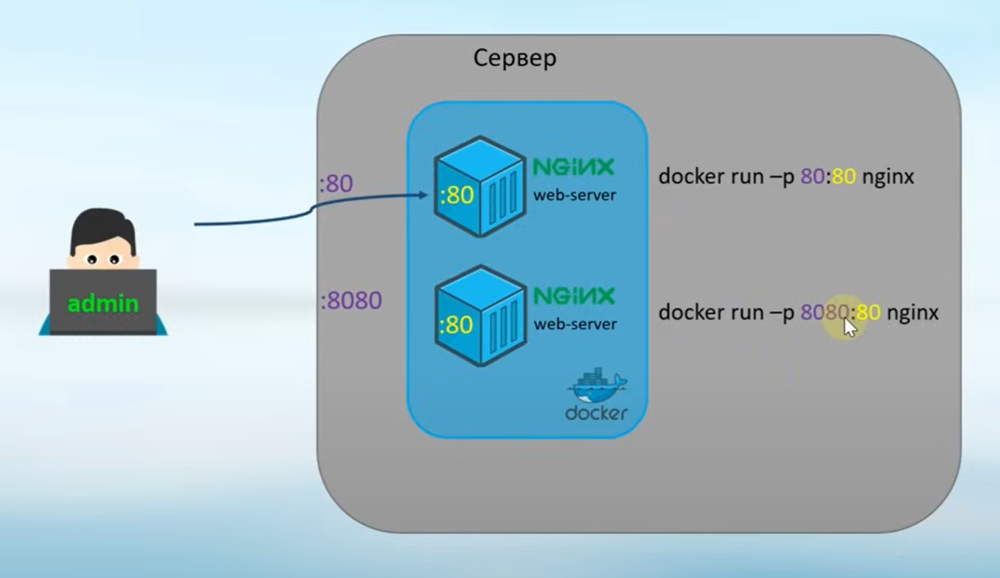 Сервер
:80
:80
NGiNX
web-server
docker run –p 80:80 nginx
admin
:8080
:80
NGiNX
web-server
docker run –p 8080:80 nginx
docker